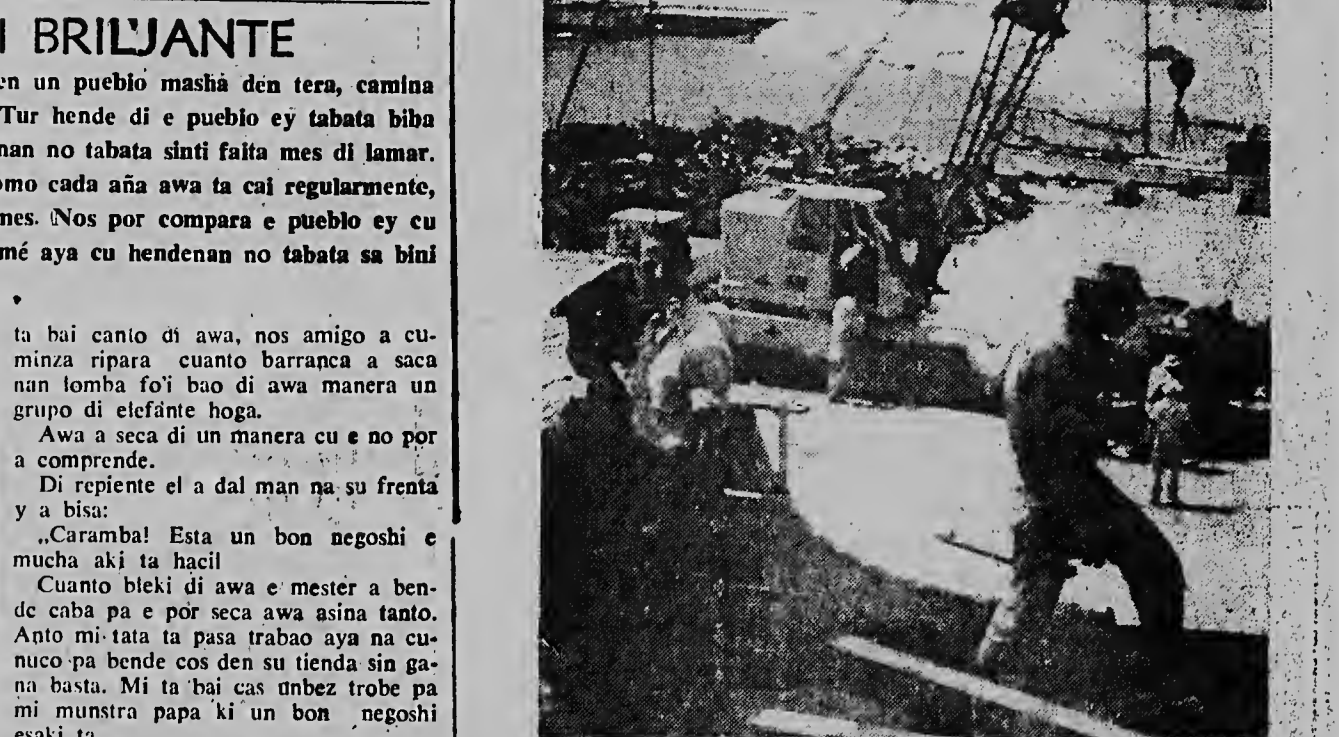 BRILJANTE
en un pueblo masha den tera, camina
Tur hende di e pueblo ey tabata biba
nan no tabata sinti falta mes di lamar.
omo cada aña awa ta cai regularmente,
mes. Nos por compara e pueblo ey cu
mé aya cu hendenan no tabata sa bini
ta bai canto di awa, nos amigo a cu-
minza ripara cuanto barranca a saca
nan lomba fo'i bao di awa manera un
grupo di elefante hoga.
Awa a seca di un manera cu e no por
a comprende.
Di repiente el a dal man na su frenta
y a bisa:
„Caramba! Esta un bon negoshi e
mucha aki ta haci!
Cuanto bleki di awa e mester a ben-
de caba pa e por seca awa asina tanto.
Anto mi tata ta pasa trabao aya na cu-
nuco pa bende cos den su tienda sin ga-
na basta. Mi ta bai cas unbez trobe pa
mi munstra papa ki un bon negoshi
esaki ta